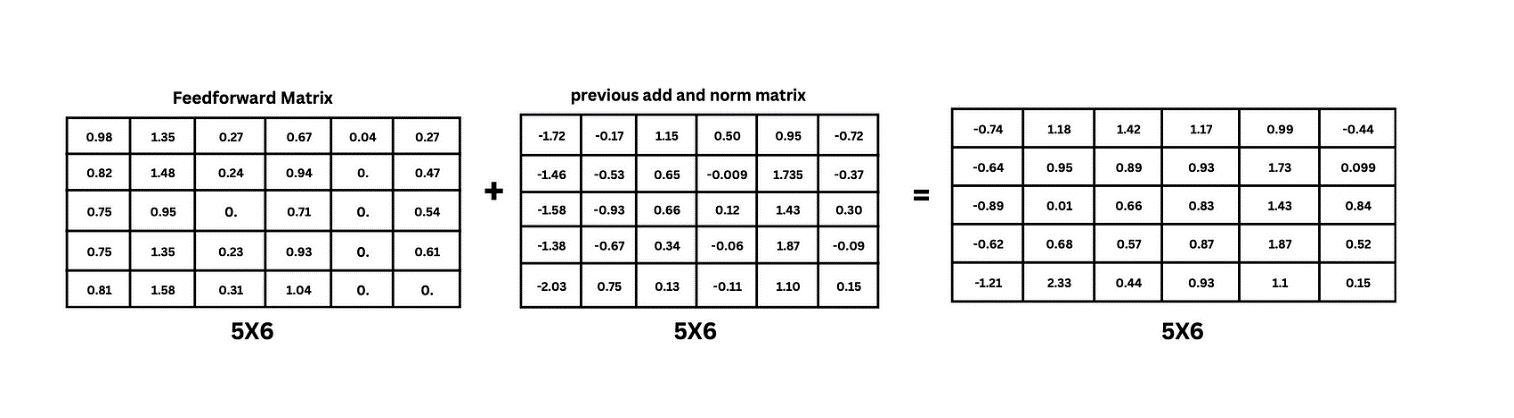 Feedforward Matrix
0.98 1.35 0.27 0.67 0.04 0.27
0.82 1.48 0.24 0.94 0. 0.47
0.75 0.95 0. 0.71 0. 0.54
0.75 1.35 0.23 0.93 0. 0.61
0.81 1.58 0.31 1.04 0. 0.
5X6
+
previous add and norm matrix
-1.72 -0.17 1.15 0.50 0.95 -0.72
-1.46 -0.53 0.65 -0.009 1.735 -0.37
-1.58 -0.93 0.66 0.12 1.43 0.30
-1.38 -0.67 0.34 -0.06 1.87 -0.09
-2.03 0.75 0.13 -0.11 1.10 0.15
5X6
=
-0.74 1.18 1.42 1.17 0.99 -0.44
-0.64 0.95 0.89 0.93 1.73 0.099
-0.89 0.01 0.66 0.83 1.43 0.84
-0.62 0.68 0.57 0.87 1.87 0.52
-1.21 2.33 0.44 0.93 1.1 0.15
5X6